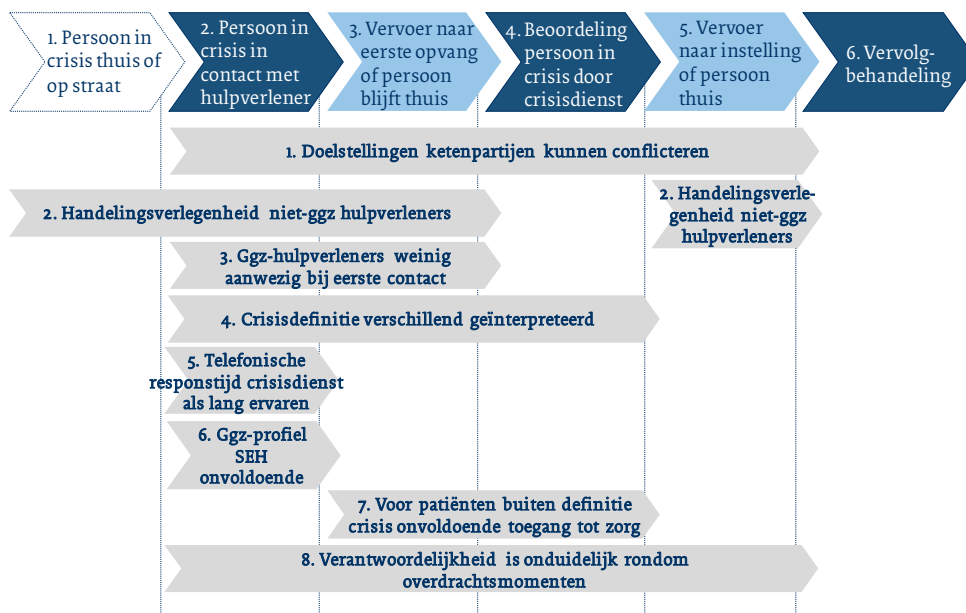 1. Persoon in
crisis thuis of
op straat
2. Persoon in
crisis in
contact met
hulpverlener
3. Vervoer naar
eerste opvang
of persoon
blijft thuis
4. Beoordeling
persoon in
crisis door
crisisdienst
5. Vervoer
naar instelling
of persoon
thuis
6. Vervolg-
behandeling
1. Doelstellingen ketenpartijen kunnen conflicteren
2. Handelingsverlegenheid niet-ggz hulpverleners
2. Handelingsverle-
genheid niet-ggz
hulpverleners
3. Ggz-hulpverleners weinig
aanwezig bij eerste contact
4. Crisisdefinitie verschillend geïnterpreteerd
5. Telefonische
responstijd crisisdienst
als lang ervaren
6. Ggz-profiel
SEH
onvoldoende
7. Voor patiënten buiten definitie
crisis onvoldoende toegang tot zorg
8. Verantwoordelijkheid is onduidelijk rondom
overdrachtsmomenten